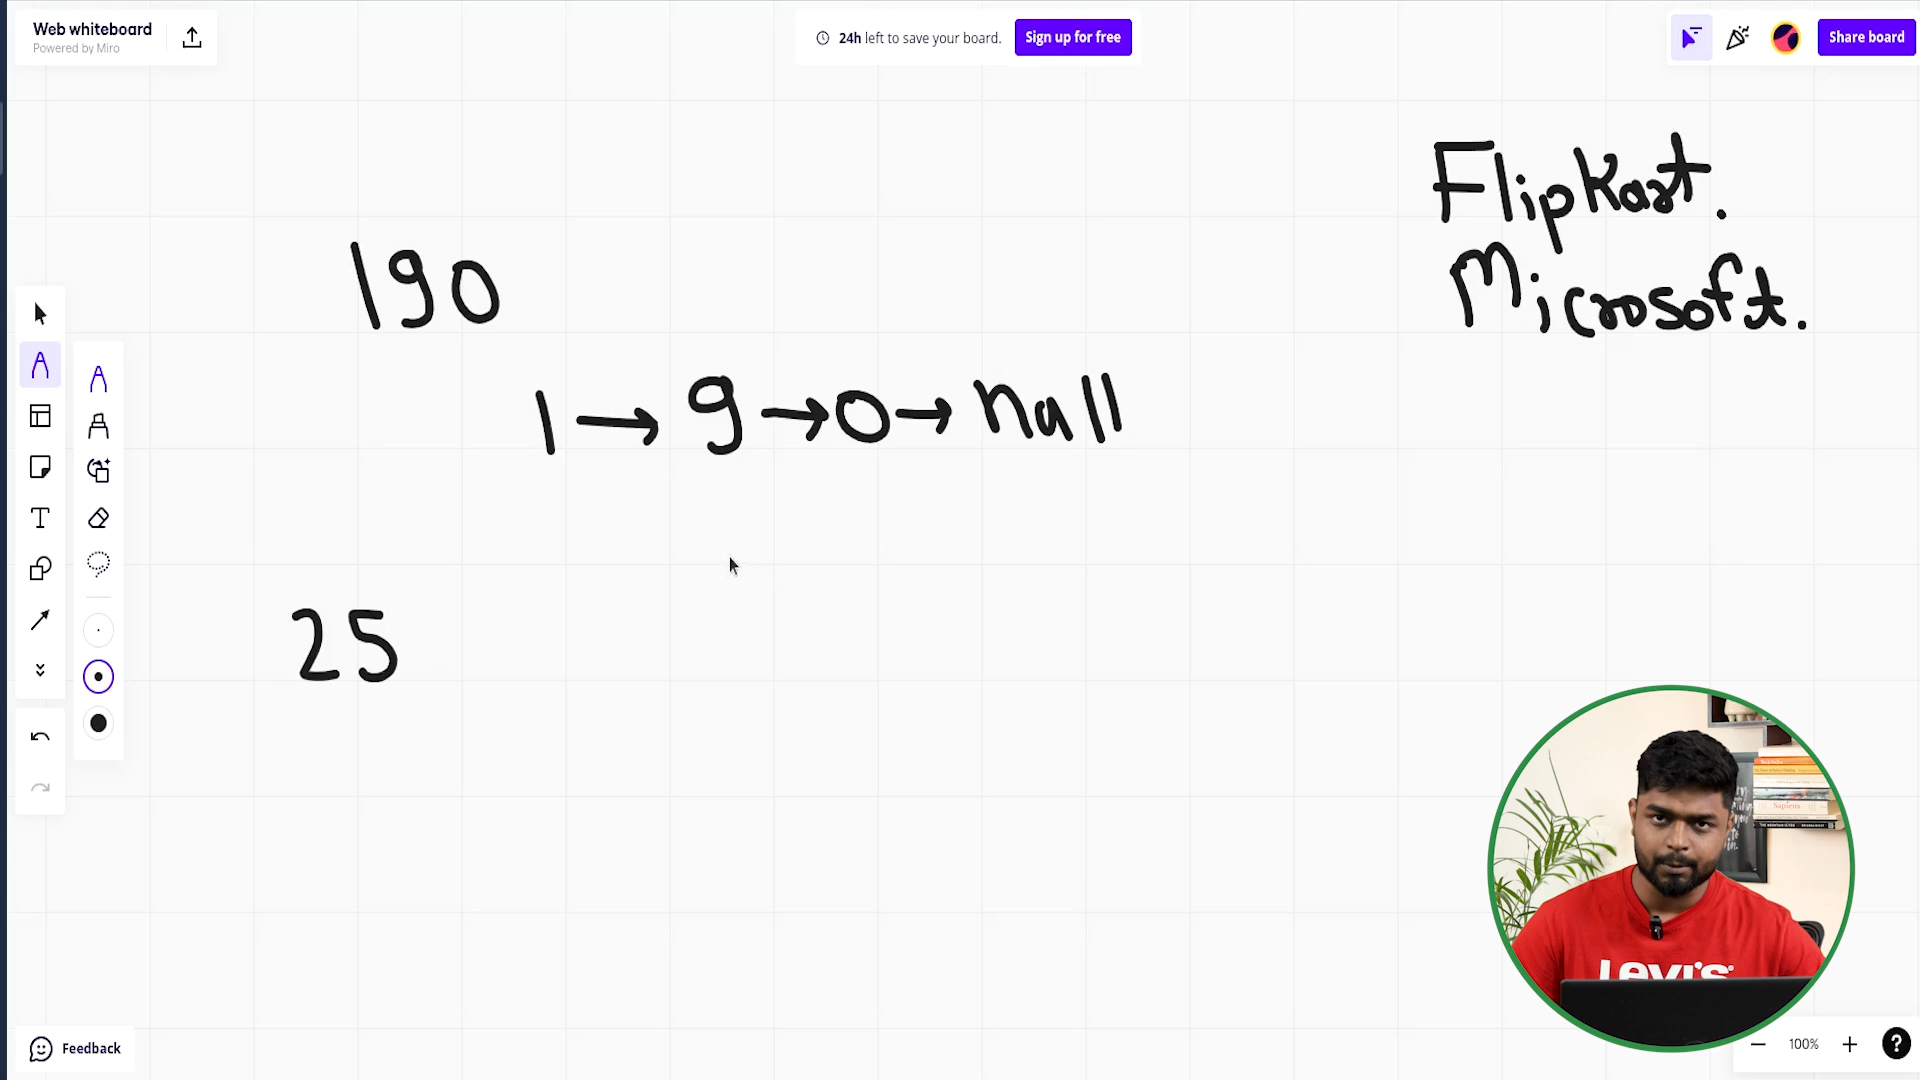 Web whiteboard
Powered by Miro
24h left to save your board.
Sign up for free
Share board
Flipkart.
Microsoft.
190
1 → 9 → 0 → null
25
Sapiens
Levi's
Feedback
100%
?